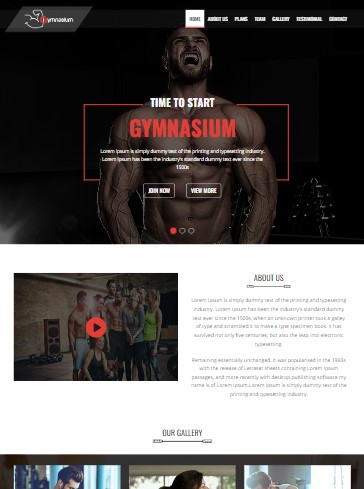 Gymnasium
HOME ABOUT US PLANS TEAM GALLERY TESTIMONIAL CONTACT
TIME TO START
GYMNASIUM
Lorem Ipsum is simply dummy text of the printing and typesetting industry.
Lorem Ipsum has been the industry's standard dummy text ever since the
1500s
JOIN NOW VIEW MORE
ABOUT US
Lorem Ipsum is simply dummy text of the printing and typesetting
industry. Lorem Ipsum has been the industry's standard dummy
text ever since the 1500s, when an unknown printer took a galley
of type and scrambled it to make a type specimen book. It has
survived not only five centuries, but also the leap into electronic
typesetting
Remaining essentially unchanged. It was popularised in the 1960s
with the release of Letraset sheets containing Lorem Ipsum
passages, and more recently with desktop publishing software my
name is of Lorem Ipsum.Lorem Ipsum is simply dummy text of the
printing and typesetting industry.
OUR GALLERY